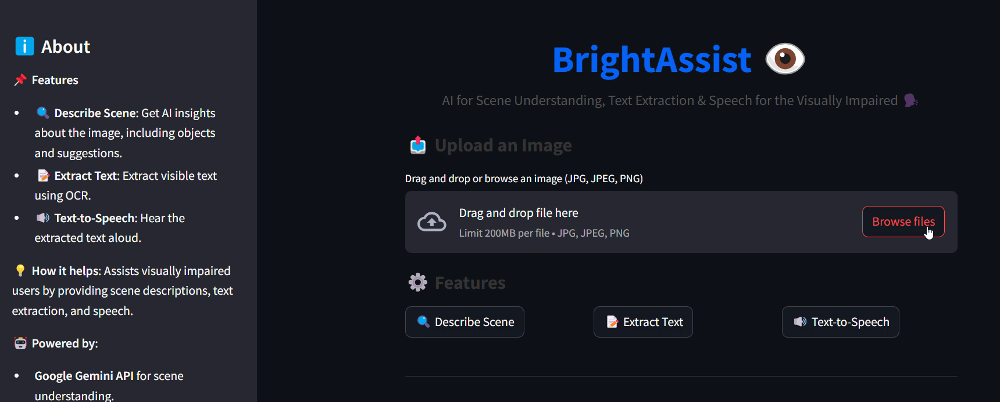 About
Features
Describe Scene: Get AI insights
about the image, including objects
and suggestions.
Extract Text: Extract visible text
using OCR.
Text-to-Speech: Hear the
extracted text aloud.
How it helps: Assists visually impaired
users by providing scene descriptions, text
extraction, and speech.
Powered by:
Google Gemini API for scene
understanding.
BrightAssist
AI for Scene Understanding, Text Extraction & Speech for the Visually Impaired
Upload an Image
Drag and drop or browse an image (JPG, JPEG, PNG)
Drag and drop file here
Limit 200MB per file • JPG, JPEG, PNG
Browse files
Features
Describe Scene
Extract Text
Text-to-Speech